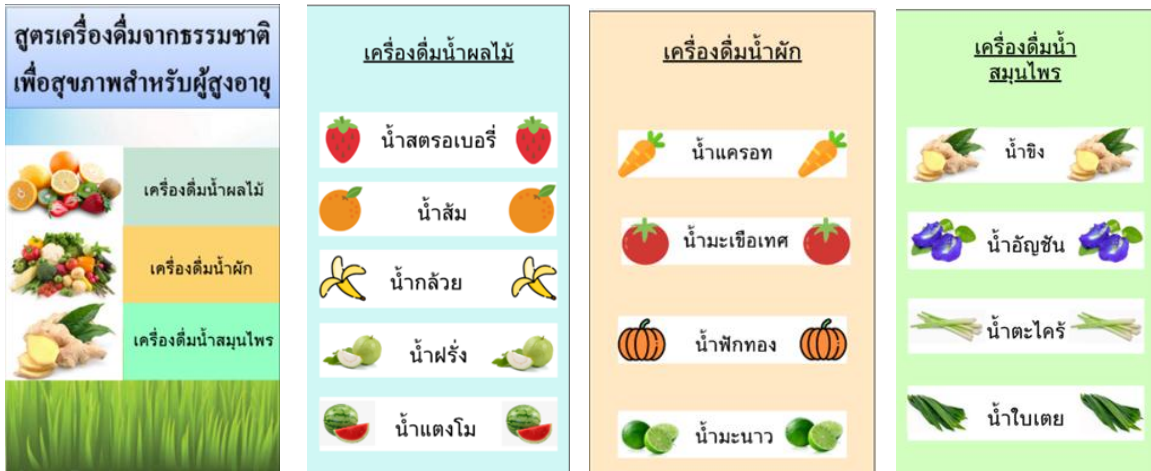 สูตรเครื่องดื่มจากธรรมชาติ
เพื่อสุขภาพสำหรับผู้สูงอายุ
เครื่องดื่มน้ำผลไม้
เครื่องดื่มน้ำผัก
เครื่องดื่มน้ำสมุนไพร
เครื่องดื่มน้ำผลไม้
น้ำสตรอเบอรี่
น้ำส้ม
น้ำกล้วย
น้ำฝรั่ง
น้ำแตงโม
เครื่องดื่มน้ำผัก
น้ำแครอท
น้ำมะเขือเทศ
น้ำฟักทอง
น้ำมะนาว
เครื่องดื่มน้ำ
สมุนไพร
น้ำขิง
น้ำอัญชัน
น้ำตะไคร้
น้ำใบเตย